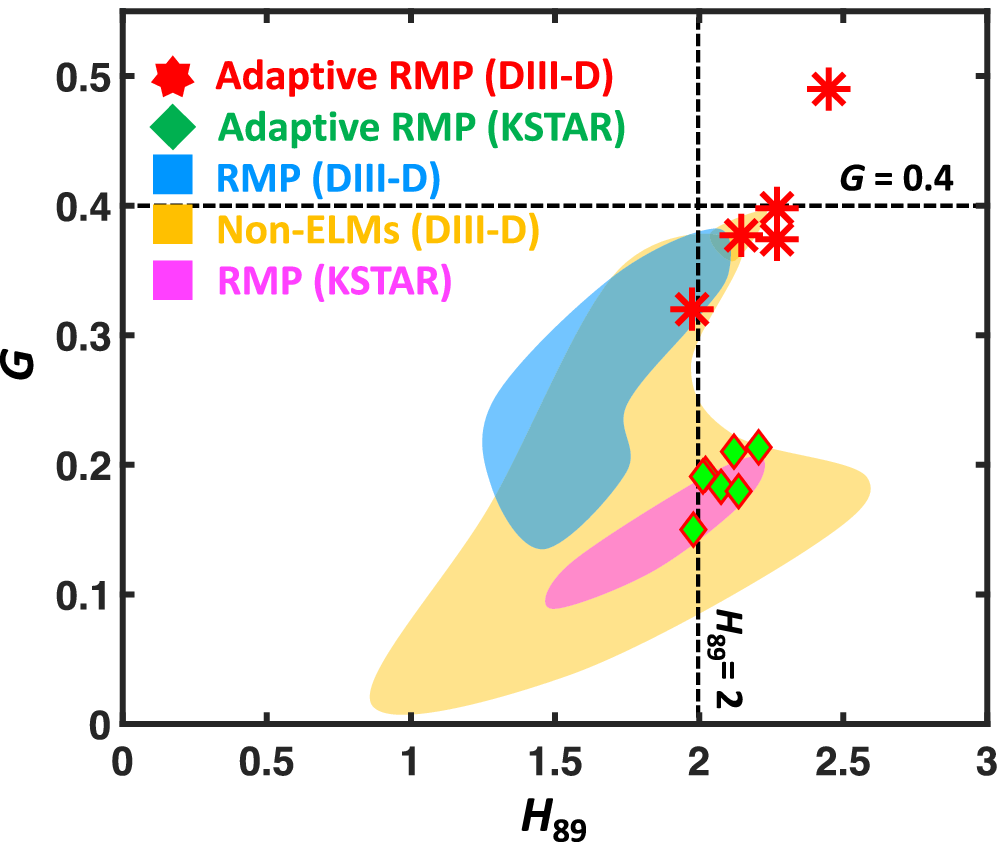 0.5
0.4
0.3
0.2
0.1
0
G
Adaptive RMP (DIII-D)
Adaptive RMP (KSTAR)
RMP (DIII-D)
Non-ELMs (DIII-D)
RMP (KSTAR)
G = 0.4
H89= 2
0 0.5 1 1.5 2 2.5 3
H89